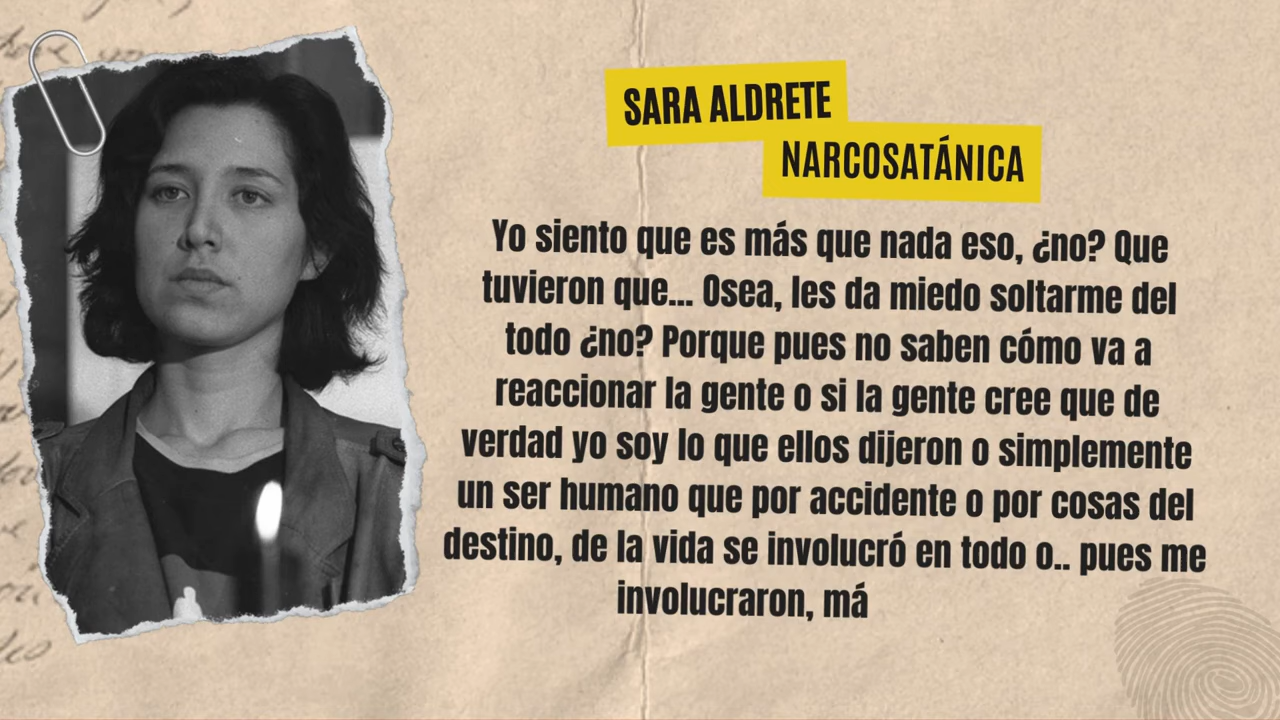 SARA ALDRETE
NARCOSATÁNICA
Yo siento que es más que nada eso, ¿no? Que
tuvieron que... Osea, les da miedo soltarme del
todo ¿no? Porque pues no saben cómo va a
reaccionar la gente o si la gente cree que de
verdad yo soy lo que ellos dijeron o simplemente
un ser humano que por accidente o por cosas del
destino, de la vida se involucró en todo o.. pues me
involucraron, má